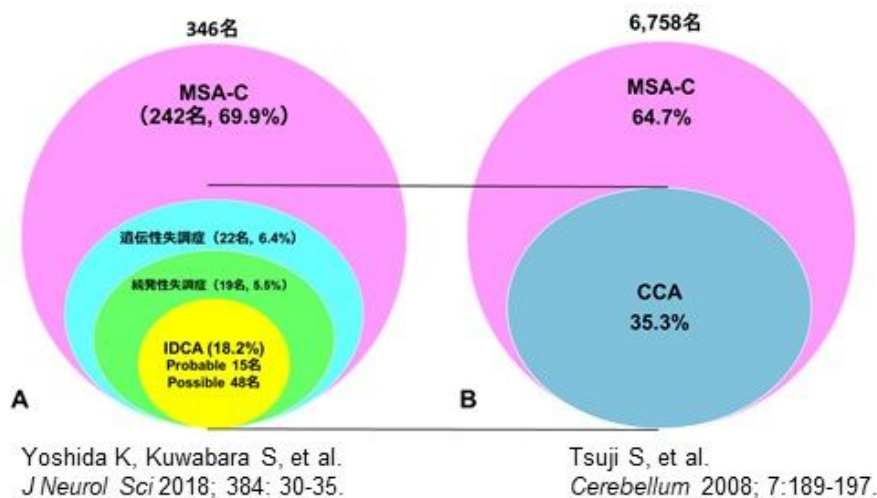 346名
MSA-C
(242名, 69.9%)
遺伝性失調症 (22名, 6.4%)
続発性失調症 (19名, 5.5%)
IDCA (18.2%)
Probable 15名
Possible 48名
A
Yoshida K, Kuwabara S, et al.
J Neurol Sci 2018; 384: 30-35.
6,758名
MSA-C
64.7%
CCA
35.3%
B
Tsuji S, et al.
Cerebellum 2008; 7:189-197.